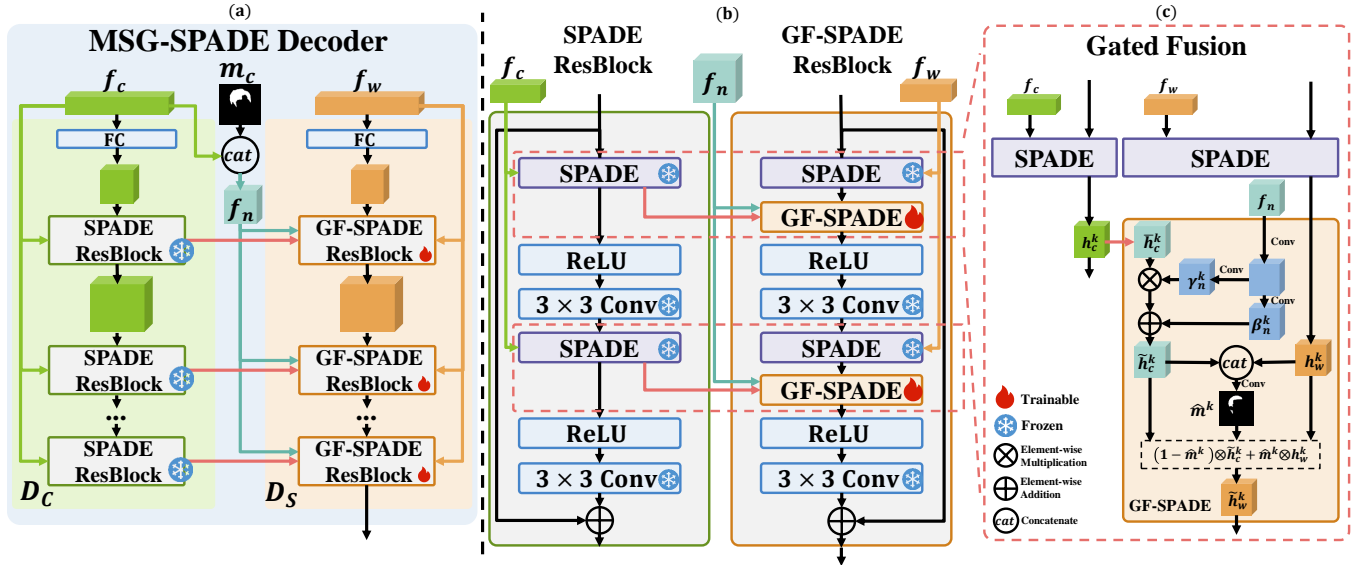 (a)
MSG-SPADE Decoder
f_c
m_c
f_w
FC
cat
FC
f_n
SPADE
ResBlock
GF-SPADE
ResBlock
SPADE
ResBlock
GF-SPADE
ResBlock
...
...
SPADE
ResBlock
GF-SPADE
ResBlock
D_C
D_S
(b)
SPADE
ResBlock
GF-SPADE
ResBlock
f_c
f_n
f_w
SPADE
SPADE
GF-SPADE
ReLU
ReLU
3 × 3 Conv
3 × 3 Conv
SPADE
SPADE
GF-SPADE
ReLU
ReLU
3 × 3 Conv
3 × 3 Conv
(c)
Gated Fusion
f_c
f_w
SPADE
SPADE
f_n
h_c^k
h̄_c^k
Conv
γ_n^k
Conv
Conv
β_n^k
h̃_c^k
cat
h_w^k
Conv
m̂^k
(1 − m̂^k)⊗h̃_c^k + m̂^k⊗h_w^k
GF-SPADE
h̃_w^k
Trainable
Frozen
Element-wise
Multiplication
Element-wise
Addition
cat
Concatenate